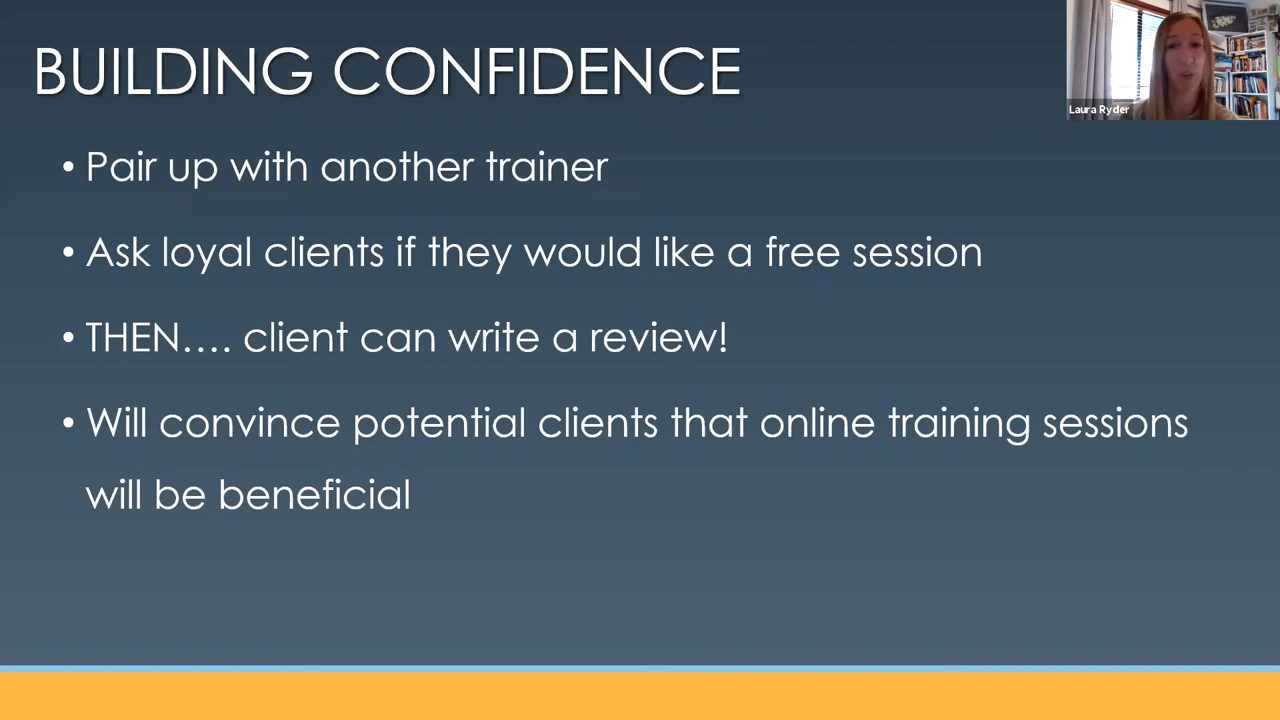 BUILDING CONFIDENCE
Laura Ryder
• Pair up with another trainer
• Ask loyal clients if they would like a free session
• THEN.... client can write a review!
• Will convince potential clients that online training sessions
will be beneficial